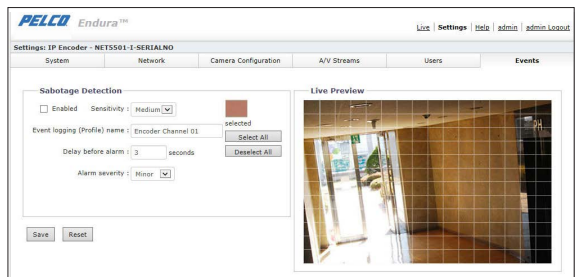 PELCO Endura™
Live | Settings | Help | admin | admin Logout
Settings: IP Encoder - NET5501-I-SERIALNO
System Network Camera Configuration A/V Streams Users Events
Sabotage Detection
Enabled Sensitivity : Medium
selected
Event logging (Profile) name : Encoder Channel 01
Select All
Delay before alarm : 3 seconds
Deselect All
Alarm severity : Minor
Save Reset
Live Preview
PH